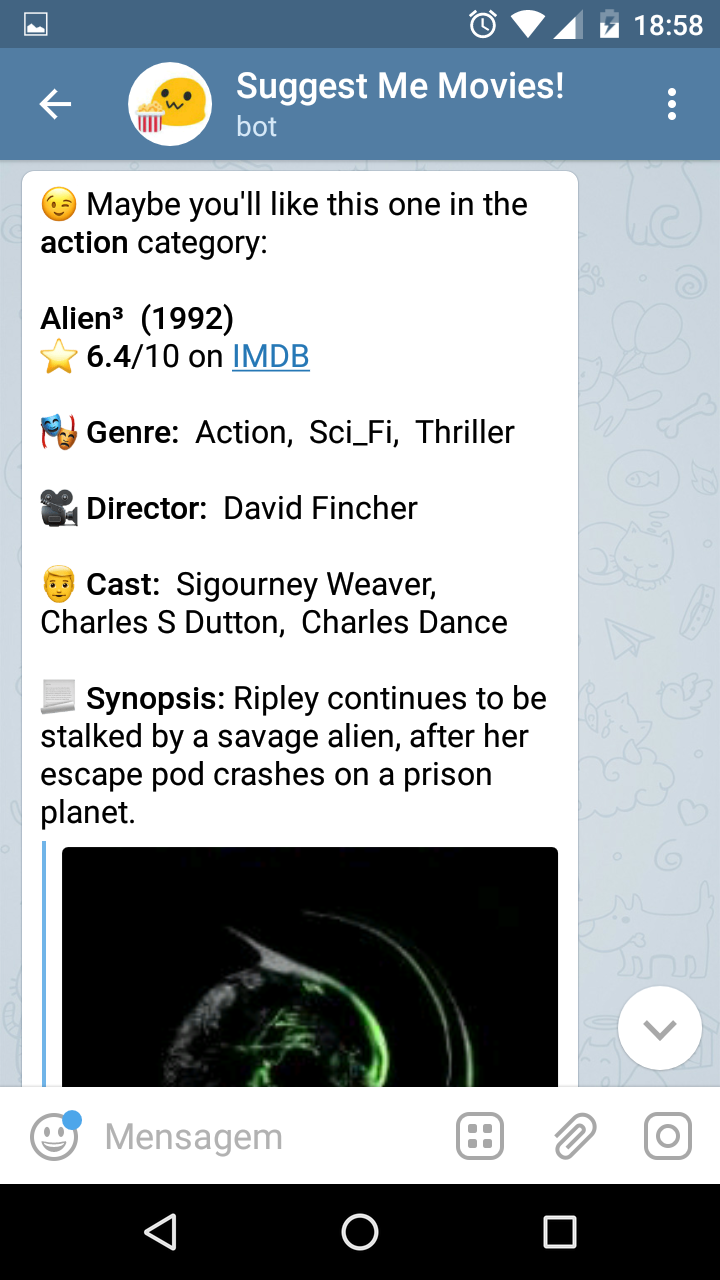 18:58
Suggest Me Movies!
bot
😉 Maybe you'll like this one in the
action category:
Alien³ (1992)
⭐ 6.4/10 on IMDB
🎭 Genre: Action, Sci_Fi, Thriller
🎥 Director: David Fincher
👨 Cast: Sigourney Weaver,
Charles S Dutton, Charles Dance
📃 Synopsis: Ripley continues to be
stalked by a savage alien, after her
escape pod crashes on a prison
planet.
Mensagem